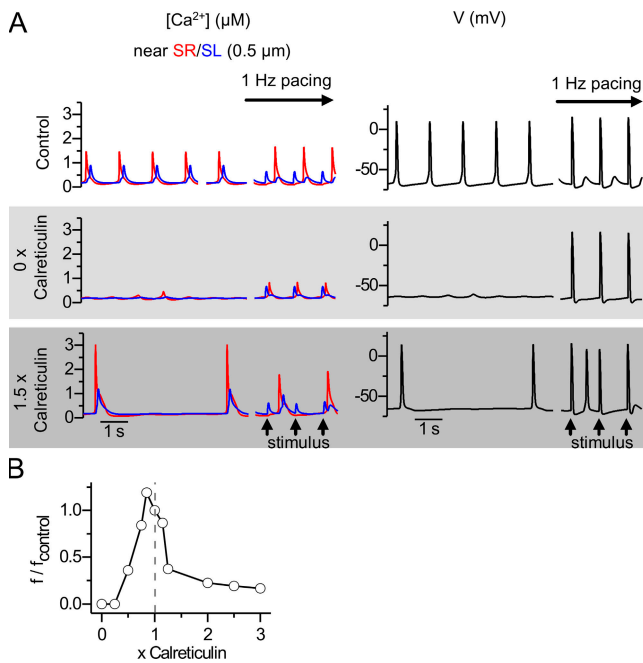 A
[Ca²⁺] (µM)
V (mV)
near SR/SL (0.5 µm)
1 Hz pacing
1 Hz pacing
Control
3
2
1
0
0
-50
0 x
Calreticulin
3
2
1
0
0
-50
1.5 x
Calreticulin
3
2
1
0
0
-50
1 s
stimulus
1 s
stimulus
B
f / fcontrol
1.0
0.5
0.0
0
1
2
3
x Calreticulin